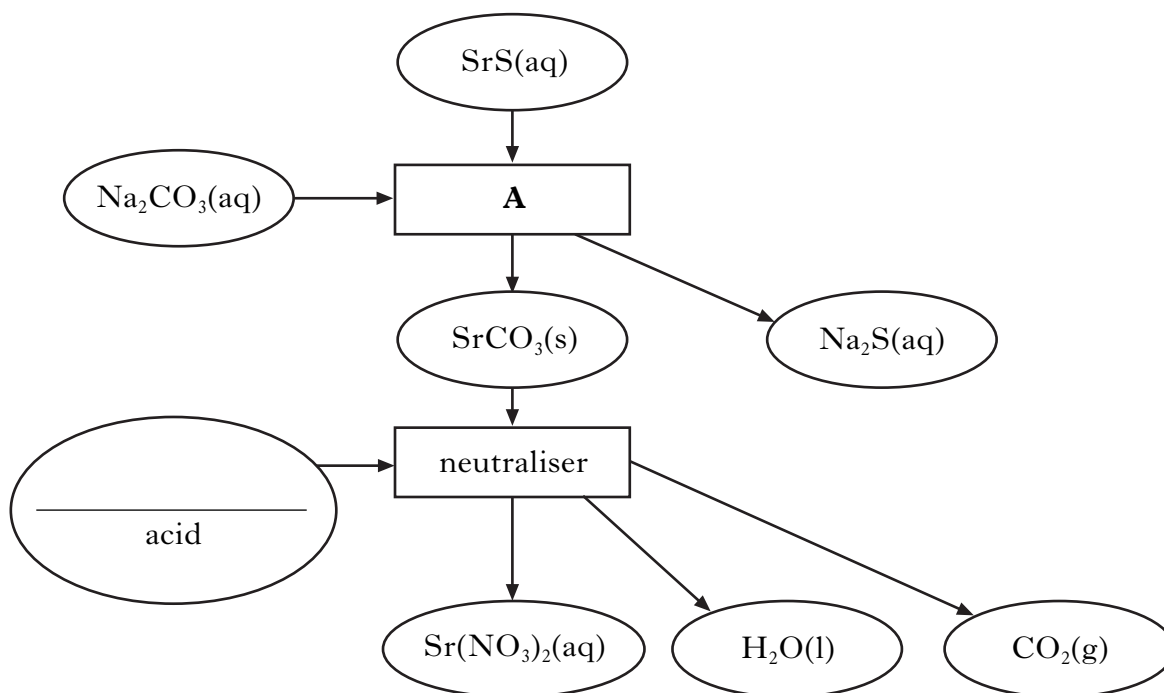 SrS(aq)
Na₂CO₃(aq)
A
SrCO₃(s)
Na₂S(aq)
neutraliser
acid
Sr(NO₃)₂(aq)
H₂O(l)
CO₂(g)